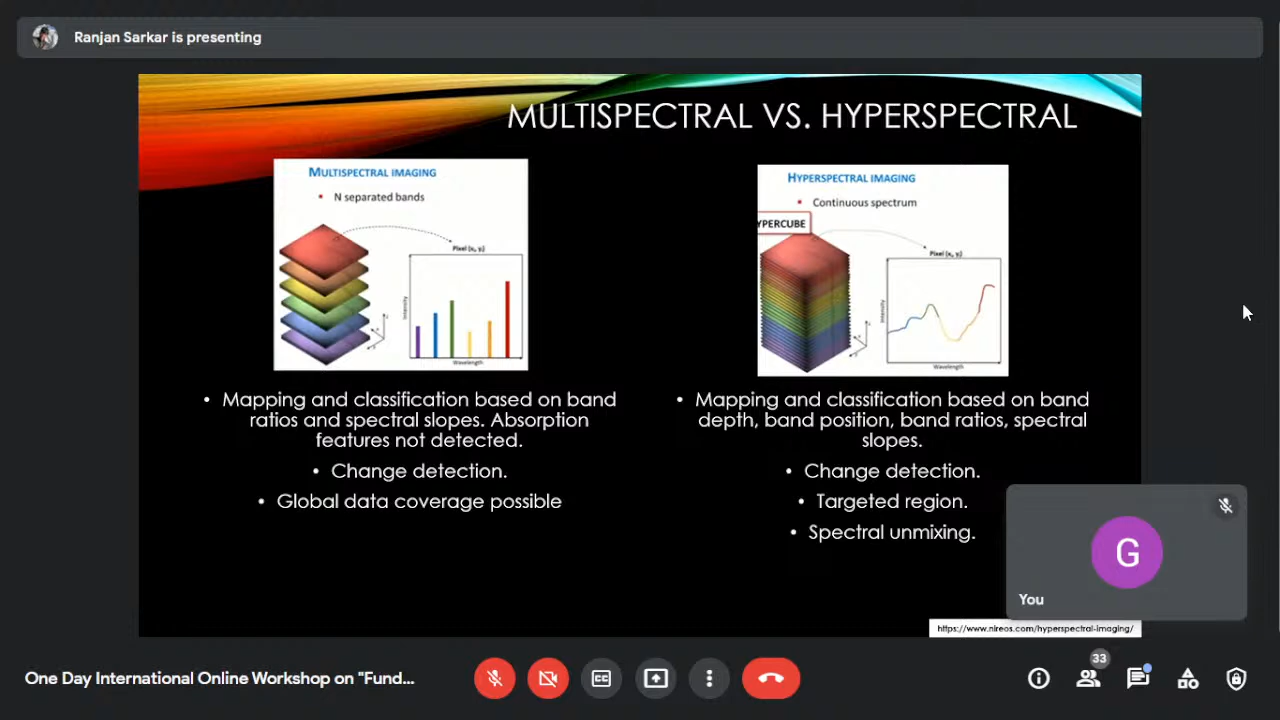 Ranjan Sarkar is presenting
MULTISPECTRAL VS. HYPERSPECTRAL
MULTISPECTRAL IMAGING
• N separated bands
Pixel (x, y)
Intensity
Wavelength
HYPERSPECTRAL IMAGING
• Continuous spectrum
YPERCUBE
Pixel (x, y)
Intensity
Wavelength
• Mapping and classification based on band
ratios and spectral slopes. Absorption
features not detected.
• Change detection.
• Global data coverage possible
• Mapping and classification based on band
depth, band position, band ratios, spectral
slopes.
• Change detection.
• Targeted region.
• Spectral unmixing.
G
You
https://www.nireos.com/hyperspectral-imaging/
One Day International Online Workshop on "Fund...
CC
33